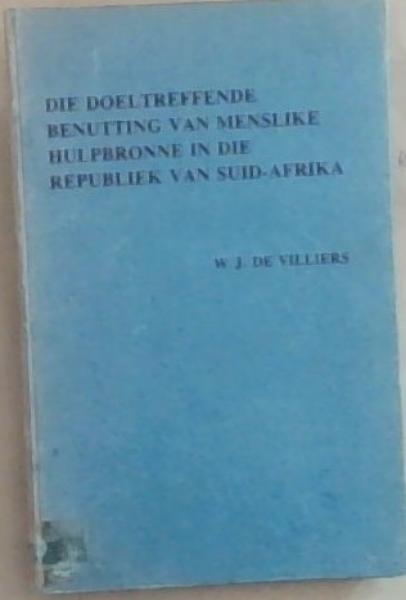 DIE DOELTREFFENDE
BENUTTING VAN MENSLIKE
HULPBRONNE IN DIE
REPUBLIEK VAN SUID-AFRIKA
W J. DE VILLIERS